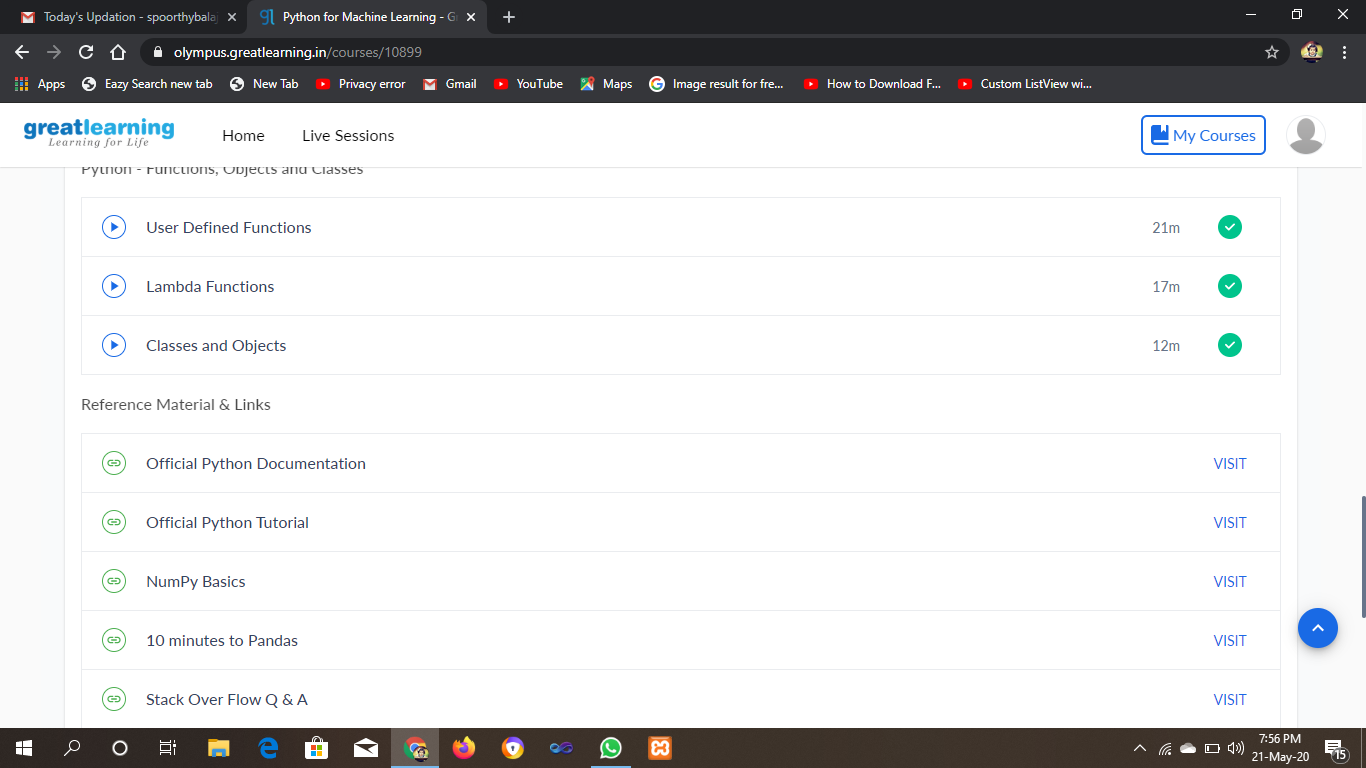 Today's Updation - spoorthybalaj
Python for Machine Learning - Gr
olympus.greatlearning.in/courses/10899
Apps
Eazy Search new tab
New Tab
Privacy error
Gmail
YouTube
Maps
Image result for fre...
How to Download F...
Custom ListView wi...
greatlearning
Learning for Life
Home
Live Sessions
My Courses
Python - Functions, Objects and Classes
User Defined Functions 21m
Lambda Functions 17m
Classes and Objects 12m
Reference Material & Links
Official Python Documentation VISIT
Official Python Tutorial VISIT
NumPy Basics VISIT
10 minutes to Pandas VISIT
Stack Over Flow Q & A VISIT
7:56 PM
21-May-20
15